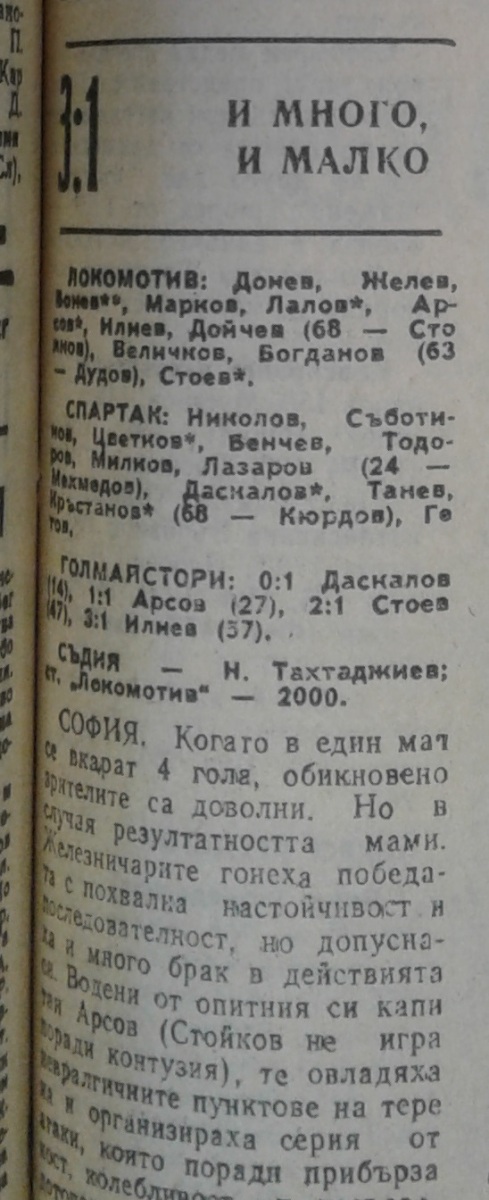 3:1
И МНОГО,
И МАЛКО
ЛОКОМОТИВ: Донев, Желев,
Бонев**, Марков, Лалов*, Ар-
сов*, Илиев, Дойчев (68 — Сто
янов), Величков, Богданов (63
— Дудов), Стоев*.
СПАРТАК: Николов, Съботи-
нов, Цветков*, Бенчев, Тодо-
ров, Милков, Лазаров (24 —
Мехмедов), Даскалов*, Танев,
Кръстанов* (68 — Кюрдов), Ге
тов.
ГОЛМАЙСТОРИ: 0:1 Даскалов
(14), 1:1 Арсов (27), 2:1 Стоев
(47), 3:1 Илиев (57).
СЪДИЯ — Н. Тахтаджиев;
ст. „Локомотив" — 2000.
СОФИЯ. Когато в един мач
се вкарат 4 гола, обикновено
зрителите са доволни. Но в
случая резултатността мами.
Железничарите гонеха победа-
та с похвална настойчивост и
последователност, но допусна-
ха и много брак в действията
си. Водени от опитния си капи
тан Арсов (Стойков не игра
поради контузия), те овладяха
невралгичните пунктове на тере
на и организираха серия от
атаки, които поради прибърза
ност,